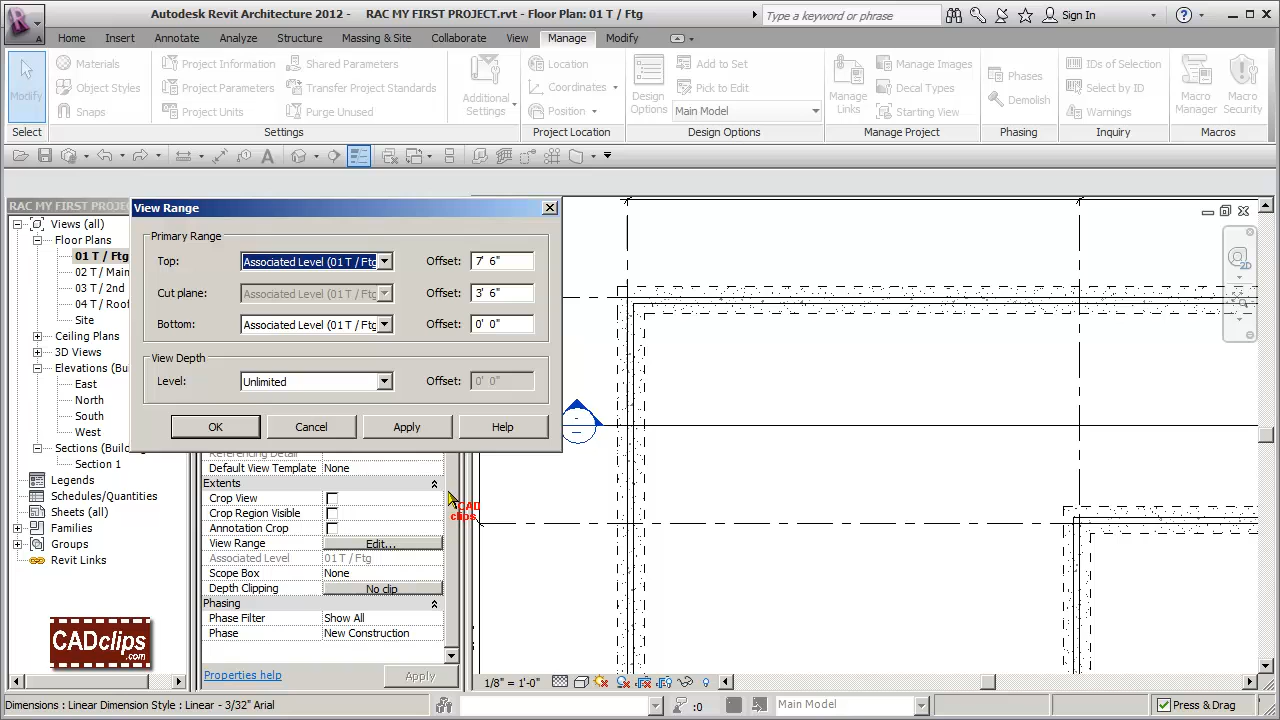 Autodesk Revit Architecture 2012 - RAC MY FIRST PROJECT.rvt - Floor Plan: 01 T / Ftg
Type a keyword or phrase
Sign In
Home Insert Annotate Analyze Structure Massing & Site Collaborate View Manage Modify
Modify
Materials
Object Styles
Snaps
Project Information
Project Parameters
Project Units
Shared Parameters
Transfer Project Standards
Purge Unused
Additional
Settings
Location
Coordinates
Position
Design
Options
Add to Set
Pick to Edit
Main Model
Manage
Links
Manage Images
Decal Types
Starting View
Phases
Demolish
IDs of Selection
Select by ID
Warnings
Macro
Manager
Macro
Security
Select Settings Project Location Design Options Manage Project Phasing Inquiry Macros
RAC MY FIRST PROJE
Views (all)
Floor Plans
01 T / Ftg
02 T / Main
03 T / 2nd
04 T / Roof
Site
Ceiling Plans
3D Views
Elevations (Bu
East
North
South
West
Sections (Building
Section 1
Legends
Schedules/Quantities
Sheets (all)
Families
Groups
Revit Links
View Range
Primary Range
Top: Associated Level (01 T / Ftg Offset: 7' 6"
Cut plane: Associated Level (01 T / Ftg Offset: 3' 6"
Bottom: Associated Level (01 T / Ftg Offset: 0' 0"
View Depth
Level: Unlimited Offset: 0' 0"
OK Cancel Apply Help
Referencing Detail
Default View Template None
Extents
Crop View
Crop Region Visible
Annotation Crop
View Range Edit...
Associated Level 01 T / Ftg
Scope Box None
Depth Clipping No clip
Phasing
Phase Filter Show All
Phase New Construction
Properties help Apply
CAD
clips
CADclips
.com
2D
1/8" = 1'-0"
Dimensions : Linear Dimension Style : Linear - 3/32" Arial
:0
Main Model
Press & Drag